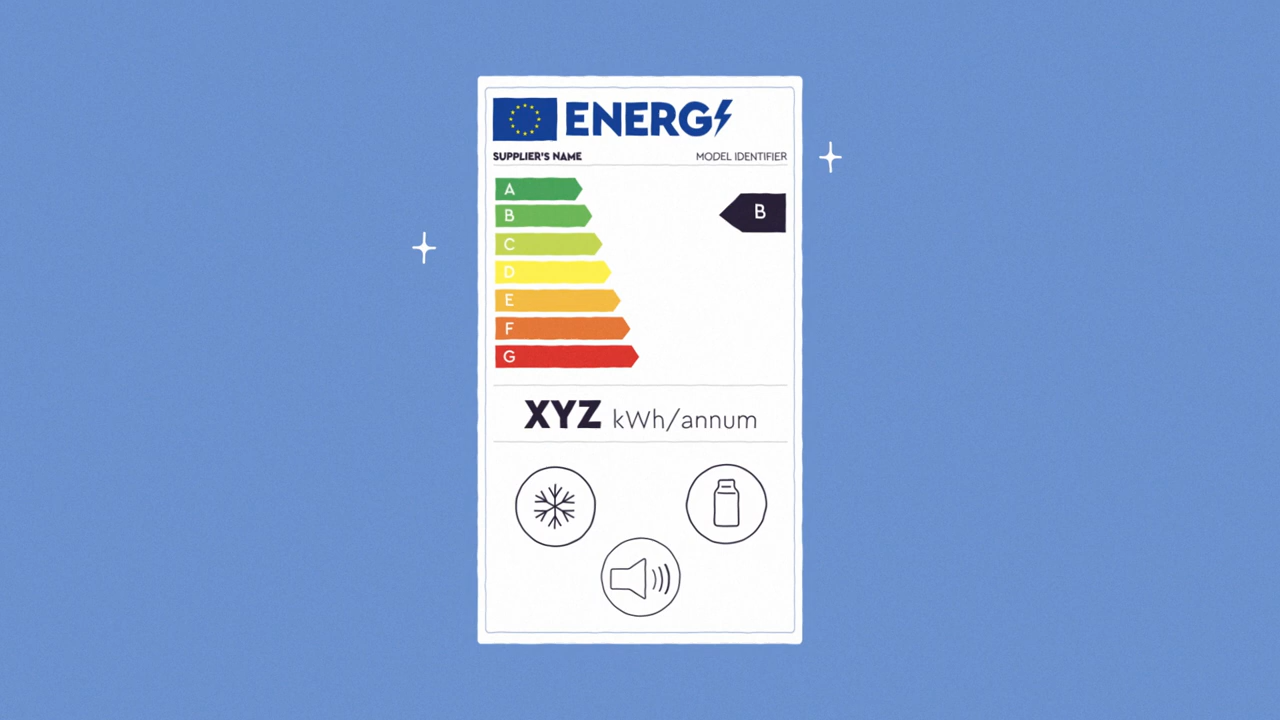 ENERG
SUPPLIER'S NAME MODEL IDENTIFIER
A
B B
C
D
E
F
G
XYZ kWh/annum